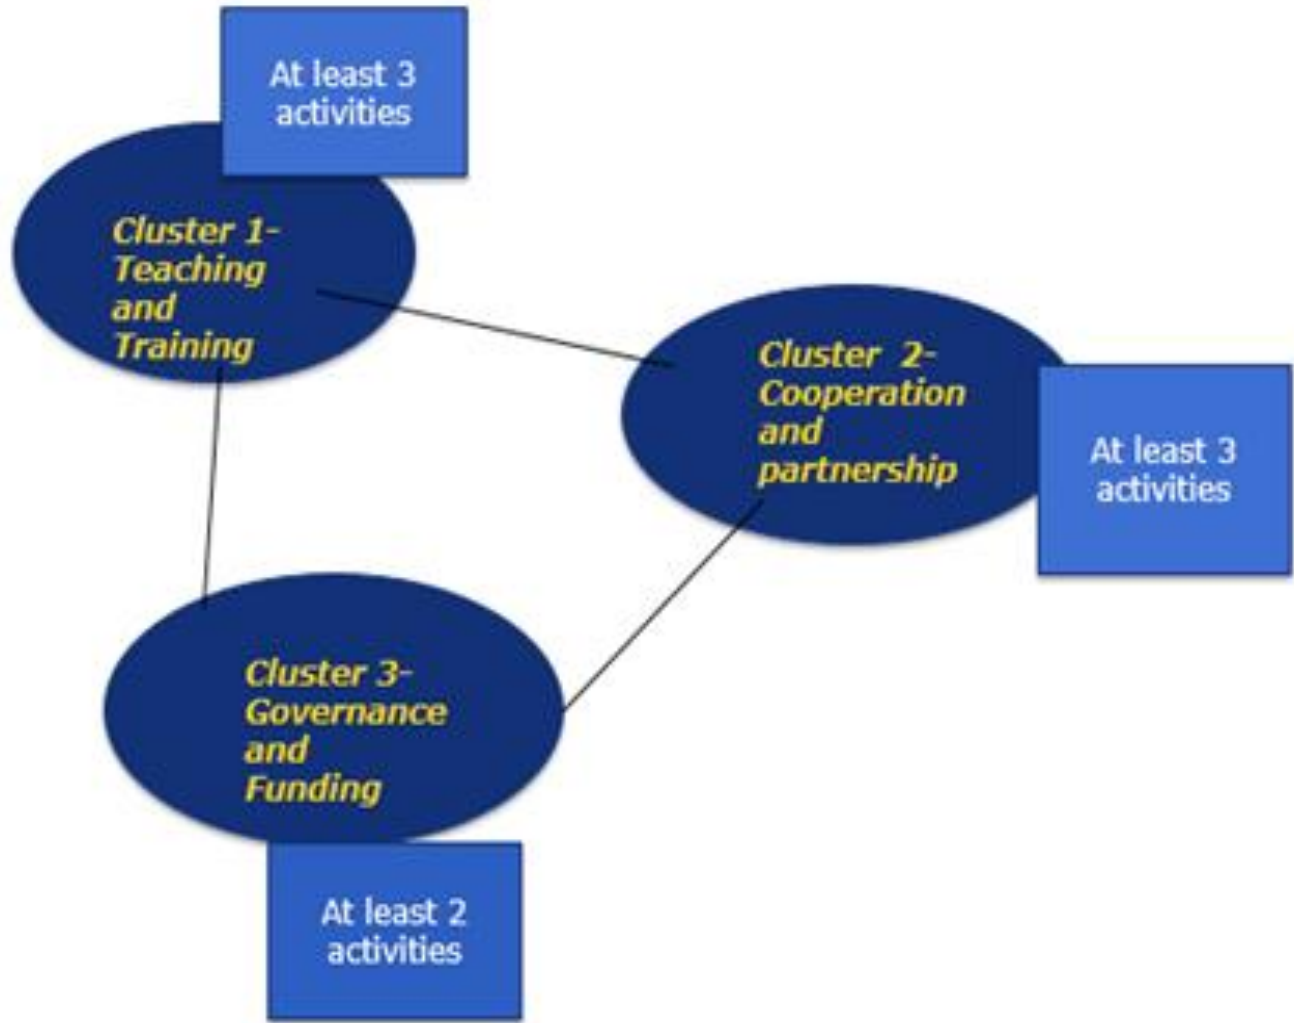 At least 3
activities
Cluster 1-
Teaching
and
Training
Cluster  2-
Cooperation
and
partnership
At least 3
activities
Cluster 3-
Governance
and
Funding
At least 2
activities